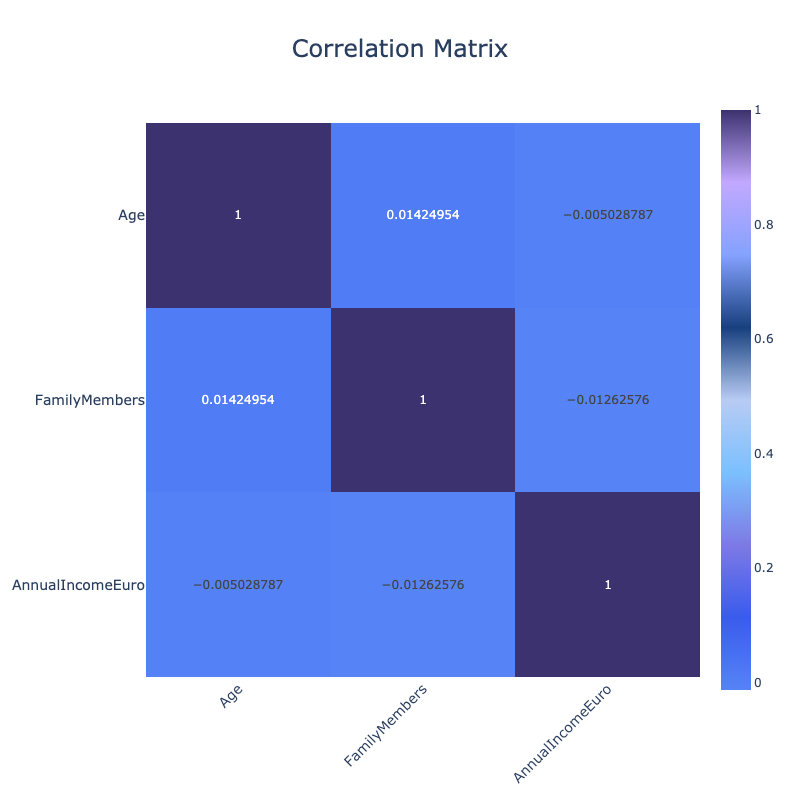 Correlation Matrix
1
Age
1
0.01424954
−0.005028787
0.8
0.6
FamilyMembers
0.01424954
1
−0.01262576
0.4
0.2
AnnualIncomeEuro
−0.005028787
−0.01262576
1
0
Age
FamilyMembers
AnnualIncomeEuro